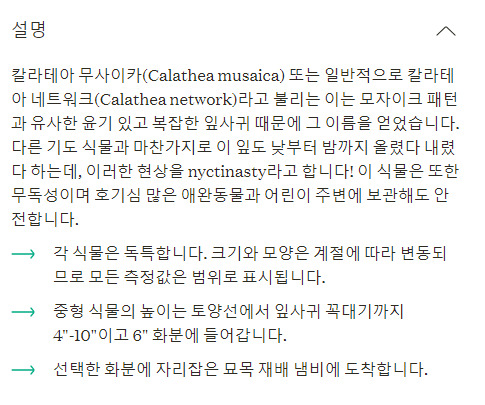 설명
칼라테아 무사이카(Calathea musaica) 또는 일반적으로 칼라테
아 네트워크(Calathea network)라고 불리는 이는 모자이크 패턴
과 유사한 윤기 있고 복잡한 잎사귀 때문에 그 이름을 얻었습니다.
다른 기도 식물과 마찬가지로 이 잎도 낮부터 밤까지 올렸다 내렸
다 하는데, 이러한 현상을 nyctinasty라고 합니다! 이 식물은 또한
무독성이며 호기심 많은 애완동물과 어린이 주변에 보관해도 안
전합니다.
각 식물은 독특합니다. 크기와 모양은 계절에 따라 변동되
므로 모든 측정값은 범위로 표시됩니다.
중형 식물의 높이는 토양선에서 잎사귀 꼭대기까지
4"-10"이고 6" 화분에 들어갑니다.
선택한 화분에 자리잡은 묘목 재배 냄비에 도착합니다.